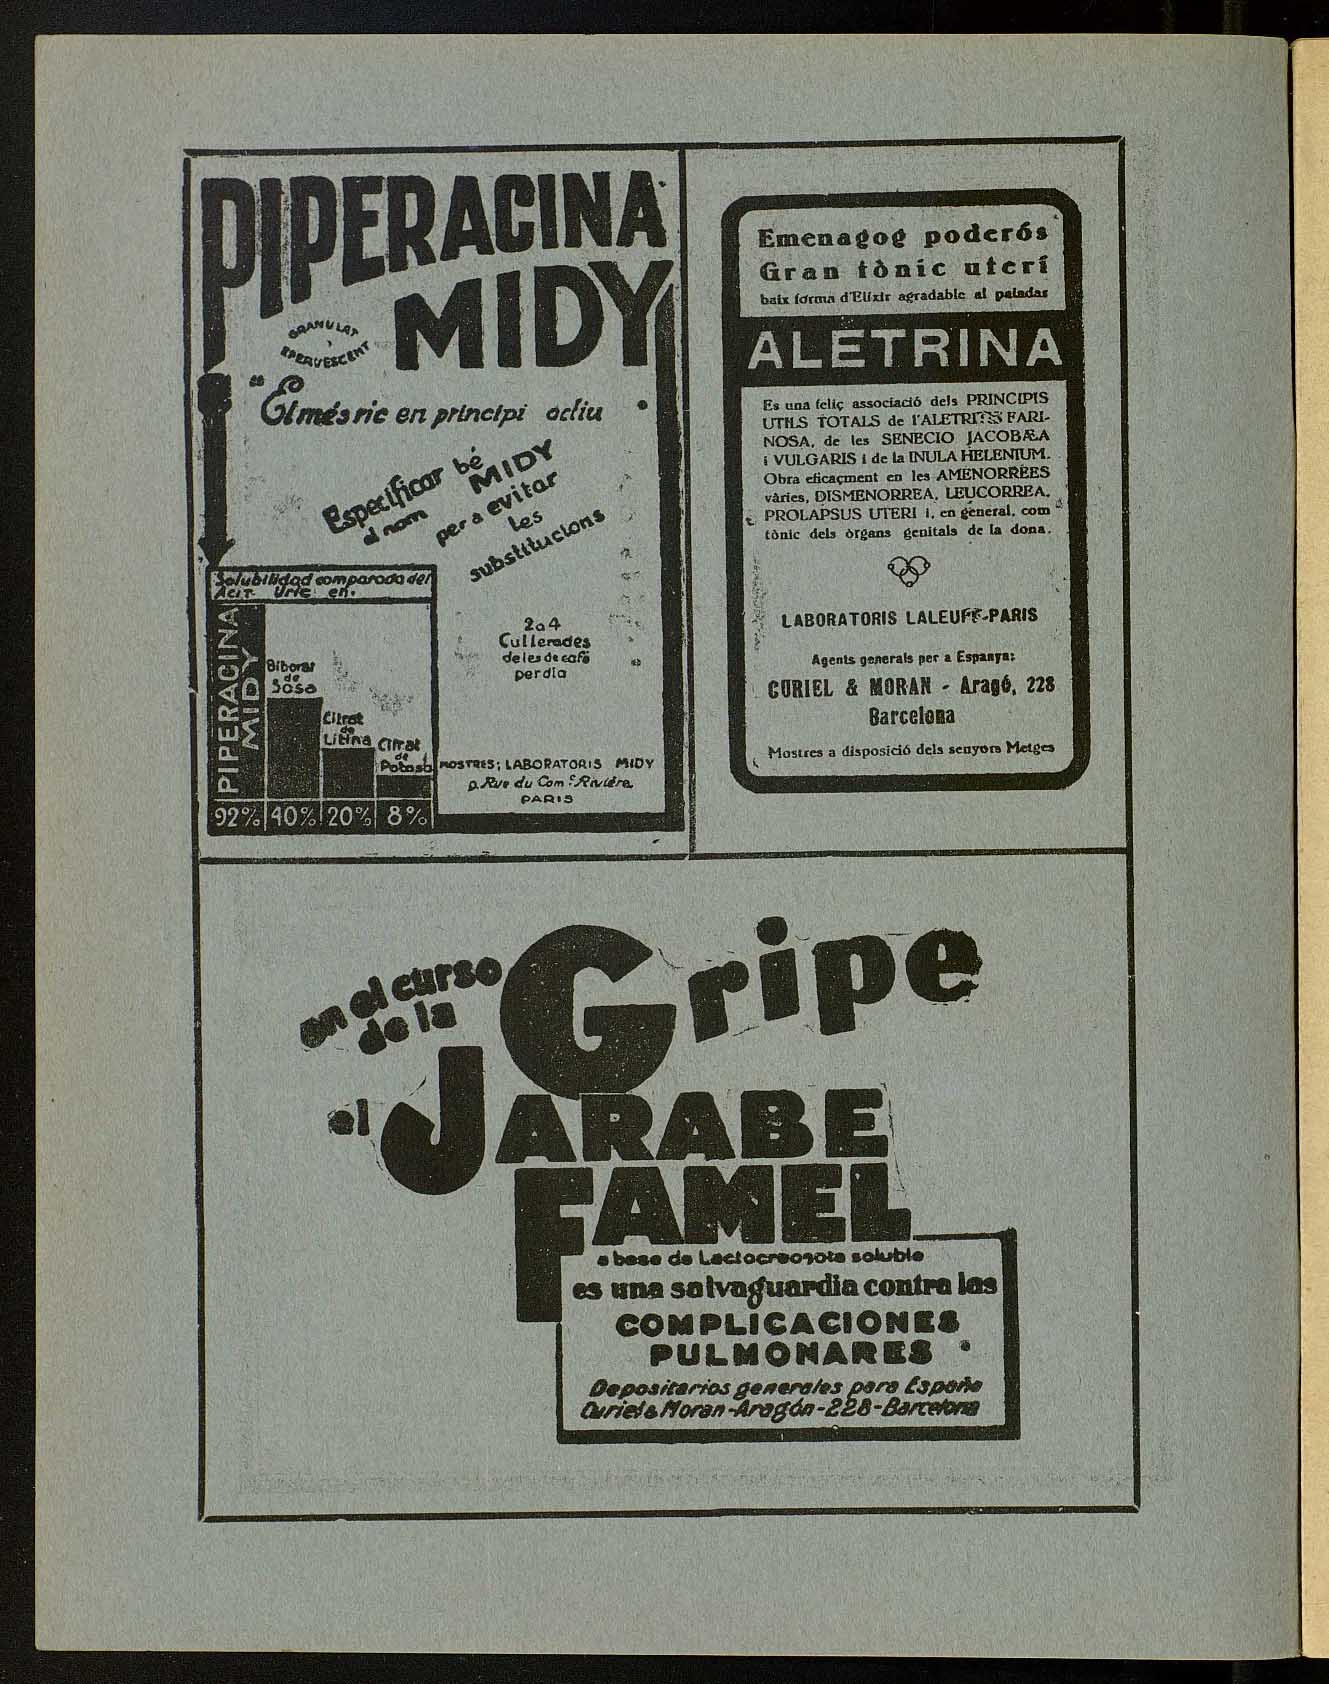 PIPERACINA
MIDY
GRANULAT
I
EFERVESCENT
"El més ric en principi actiu"
Especificar bé
el nom MIDY
per a evitar
les
substitucions
Solubilidad comparada del
Acit Uric en.
PIPERACINA
MIDY
Biborat
de
Sosa
Citrat
de
Litina
Citrat
de
Potasa
92% 40% 20% 8%
2 a 4
Cullerades
de les de café
per dia
MOSTRES; LABORATORIS MIDY
9. Rue du Com.t Rivière
PARIS
Emenagog poderós
Gran tònic uterí
baix forma d'Elixir agradable al paladar
ALETRINA
Es una feliç associació dels PRINCIPIS
UTILS TOTALS de l'ALETRITS FARI-
NOSA, de les SENECIO JACOBÆA
i VULGARIS i de la INULA HELENIUM.
Obra eficaçment en les AMENORRÈES
vàries, DISMENORREA, LEUCORREA,
PROLAPSUS UTERI i, en general, com
tònic dels òrgans genitals de la dona.
LABORATORIS LALEUFF-PARIS
Agents generals per a Espanya:
CURIEL & MORAN - Aragó, 228
Barcelona
Mostres a disposició dels senyors Metges
en el curso
de la
Gripe
el JARABE
FAMEL
a base de Lactocreosota soluble
es una salvaguardia contra las
COMPLICACIONES
PULMONARES
Depositarios generales para España
Curiel & Moran-Aragón-228-Barcelona